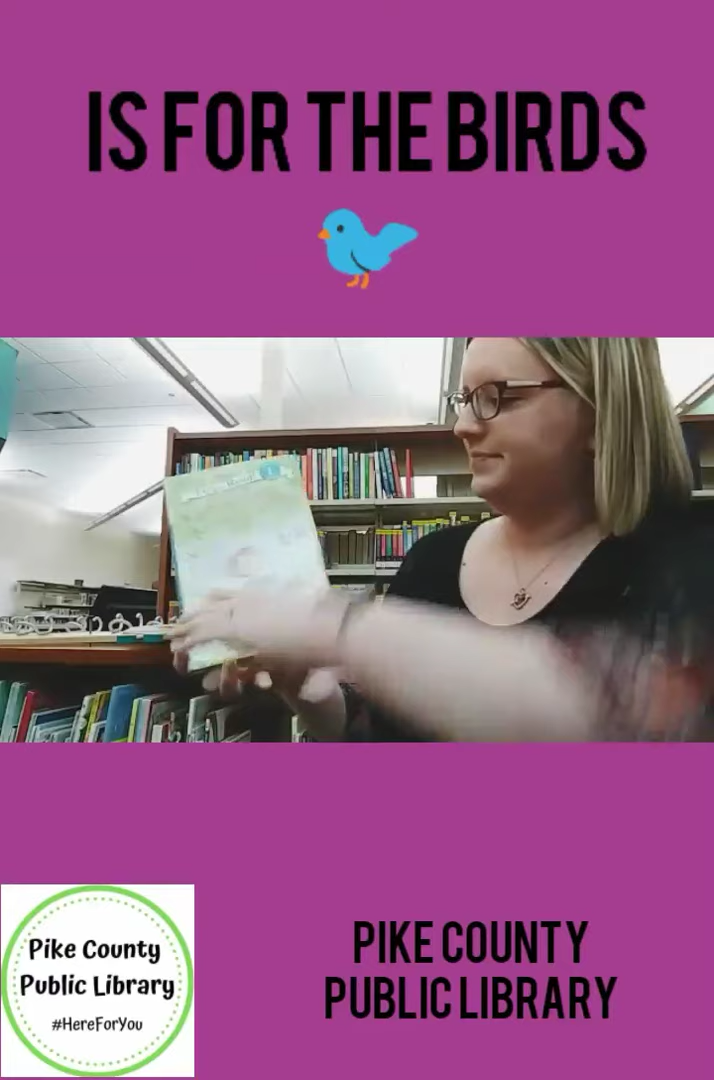 IS FOR THE BIRDS
Pike County
Public Library
#HereForYou
PIKE COUNTY
PUBLIC LIBRARY